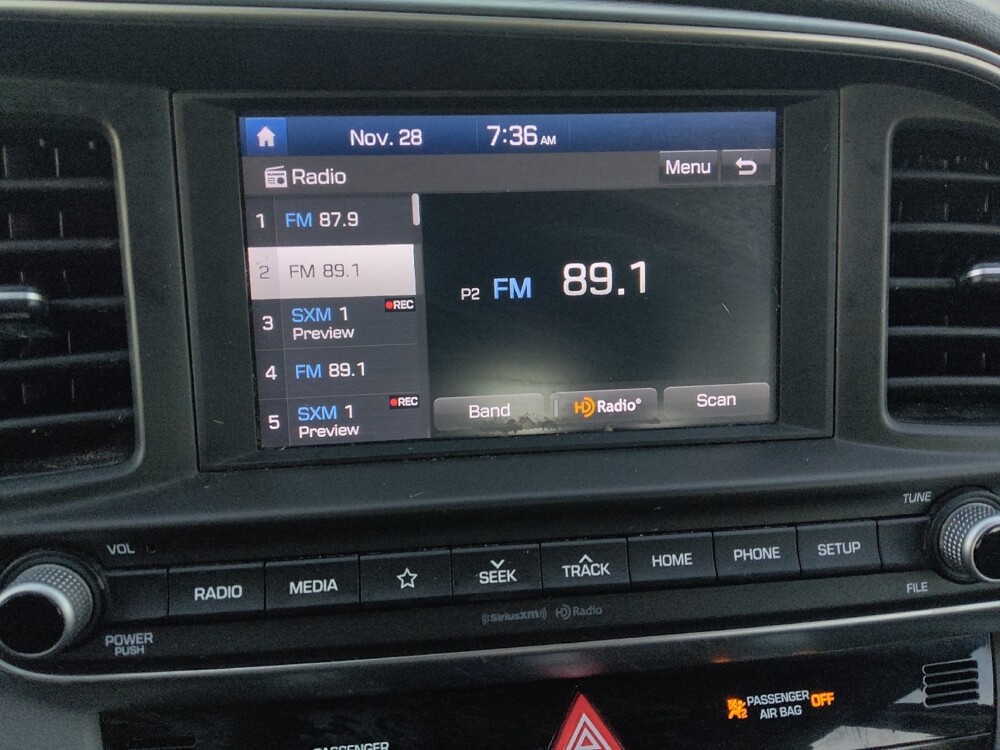 Nov. 28 7:36 AM
Radio
Menu
1 FM 87.9
2 FM 89.1
3 SXM 1 REC
Preview
4 FM 89.1
5 SXM 1 REC
Preview
P2 FM 89.1
Band HD Radio® Scan
VOL
TUNE
RADIO MEDIA SEEK TRACK HOME PHONE SETUP
FILE
((SiriusXM)) HD Radio
POWER
PUSH
PASSENGER OFF
AIR BAG
PASSENGER